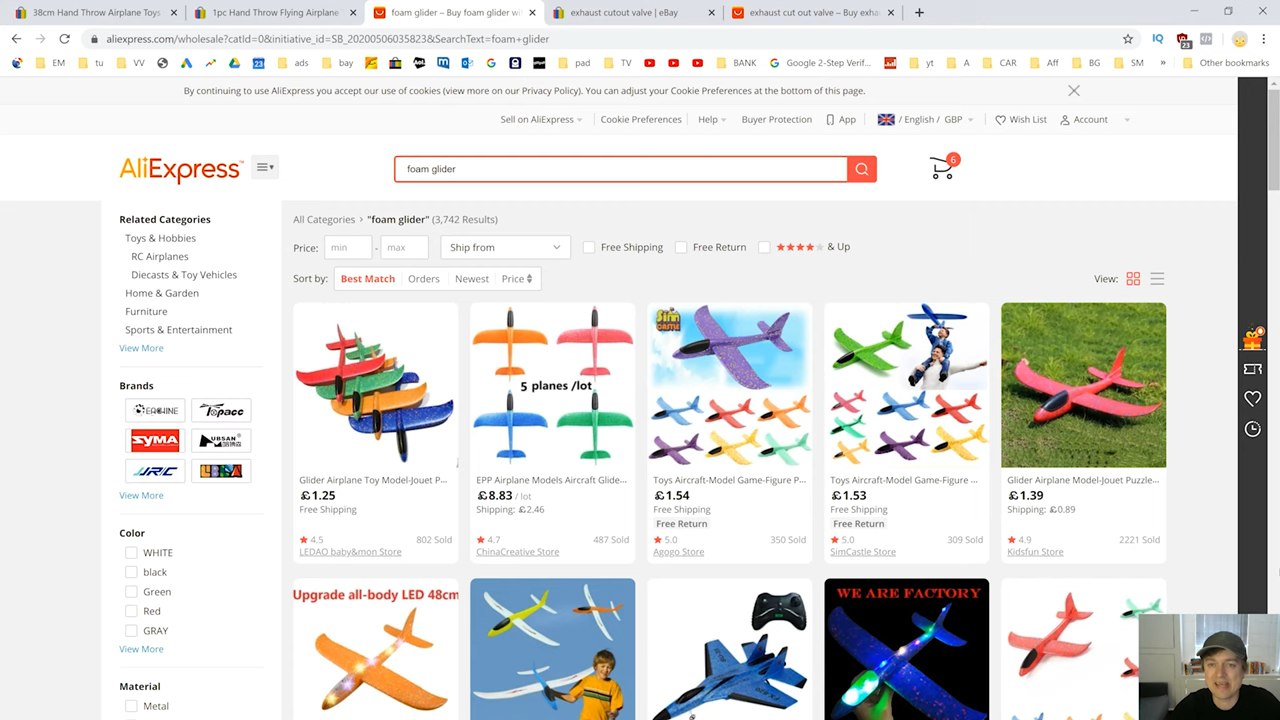 38cm Hand Throw Airplane Toys
1pc Hand Throw Flying Airplane
foam glider – Buy foam glider wi
exhaust cutout valve | eBay
exhaust cut out valve – Buy exha
aliexpress.com/wholesale?catId=0&initiative_id=SB_20200506035823&SearchText=foam+glider
23
EM
tu
VV
23
ads
bay
pad
TV
BANK
Google 2-Step Verif...
yt
A
CAR
Aff
BG
SM
»
Other bookmarks
By continuing to use AliExpress you accept our use of cookies (view more on our Privacy Policy). You can adjust your Cookie Preferences at the bottom of this page.
Sell on AliExpress
Cookie Preferences
Help
Buyer Protection
App
/ English / GBP
Wish List
Account
AliExpress™
foam glider
6
Related Categories
Toys & Hobbies
RC Airplanes
Diecasts & Toy Vehicles
Home & Garden
Furniture
Sports & Entertainment
View More
Brands
EACHINE
Topacc
SYMA
HUBSAN
JJRC
View More
Color
WHITE
black
Green
Red
GRAY
View More
Material
Metal
All Categories > "foam glider" (3,742 Results)
Price: min - max
Ship from
Free Shipping
Free Return
& Up
Sort by: Best Match Orders Newest Price
View:
5 planes /lot
Sinn
CASTLE
Glider Airplane Toy Model-Jouet P...
£1.25
Free Shipping
4.5 802 Sold
LEDAO baby&mon Store
EPP Airplane Models Aircraft Glide...
£8.83 / lot
Shipping: £2.46
4.7 487 Sold
ChinaCreative Store
Toys Aircraft-Model Game-Figure P...
£1.54
Free Shipping
Free Return
5.0 350 Sold
Agogo Store
Toys Aircraft-Model Game-Figure ...
£1.53
Free Shipping
Free Return
5.0 309 Sold
SimCastle Store
Glider Airplane Model-Jouet Puzzle...
£1.39
Shipping: £0.89
4.9 2221 Sold
Kidsfun Store
Upgrade all-body LED 48cm
WE ARE FACTORY